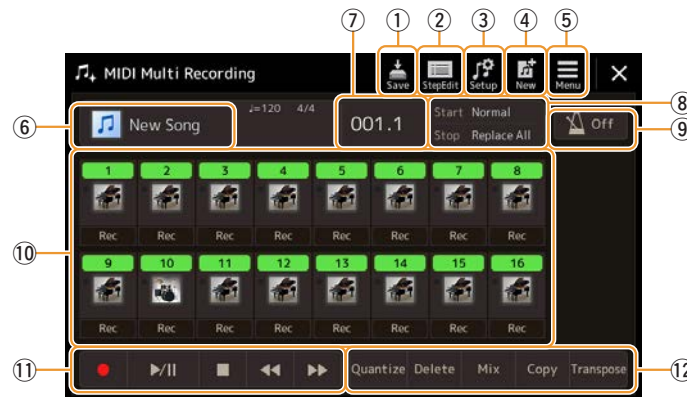 ⑦ ① ② ③ ④ ⑤
MIDI Multi Recording
Save StepEdit Setup New Menu
⑥ New Song
♩=120 4/4
001.1
Start Normal
Stop Replace All
⑧
Off
⑨
1 2 3 4 5 6 7 8
Rec Rec Rec Rec Rec Rec Rec Rec
⑩
9 10 11 12 13 14 15 16
Rec Rec Rec Rec Rec Rec Rec Rec
⑪ Quantize Delete Mix Copy Transpose ⑫